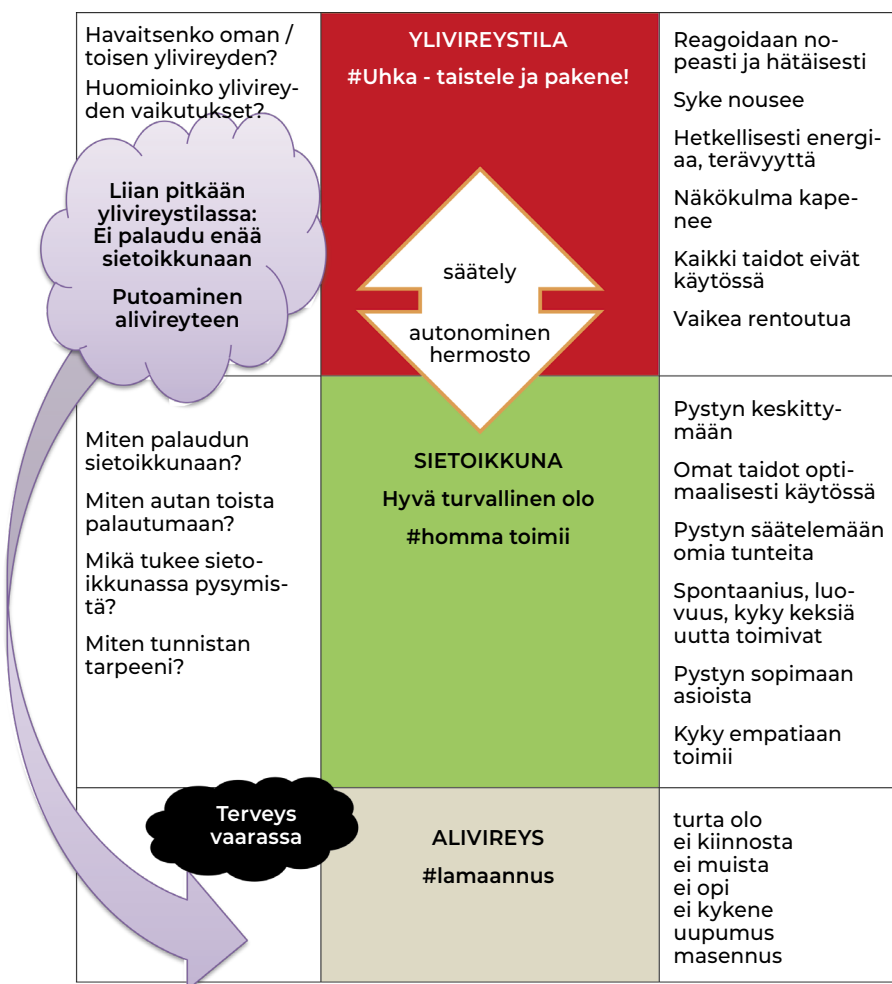 Havaitsenko oman /
toisen ylivireyden?
Huomioinko ylivirey-
den vaikutukset?
Liian pitkään
ylivireystilassa:
Ei palaudu enää
sietoikkunaan
Putoaminen
alivireyteen
YLIVIREYSTILA
#Uhka - taistele ja pakene!
säätely
autonominen
hermosto
Reagoidaan no-
peasti ja hätäisesti
Syke nousee
Hetkellisesti energi-
aa, terävyyttä
Näkökulma kape-
nee
Kaikki taidot eivät
käytössä
Vaikea rentoutua
Miten palaudun
sietoikkunaan?
Miten autan toista
palautumaan?
Mikä tukee sieto-
ikkunassa pysymis-
tä?
Miten tunnistan
tarpeeni?
SIETOIKKUNA
Hyvä turvallinen olo
#homma toimii
Pystyn keskitty-
mään
Omat taidot opti-
maalisesti käytössä
Pystyn säätelemään
omia tunteita
Spontaanius, luo-
vuus, kyky keksiä
uutta toimivat
Pystyn sopimaan
asioista
Kyky empatiaan
toimii
Terveys
vaarassa
ALIVIREYS
#lamaannus
turta olo
ei kiinnosta
ei muista
ei opi
ei kykene
uupumus
masennus